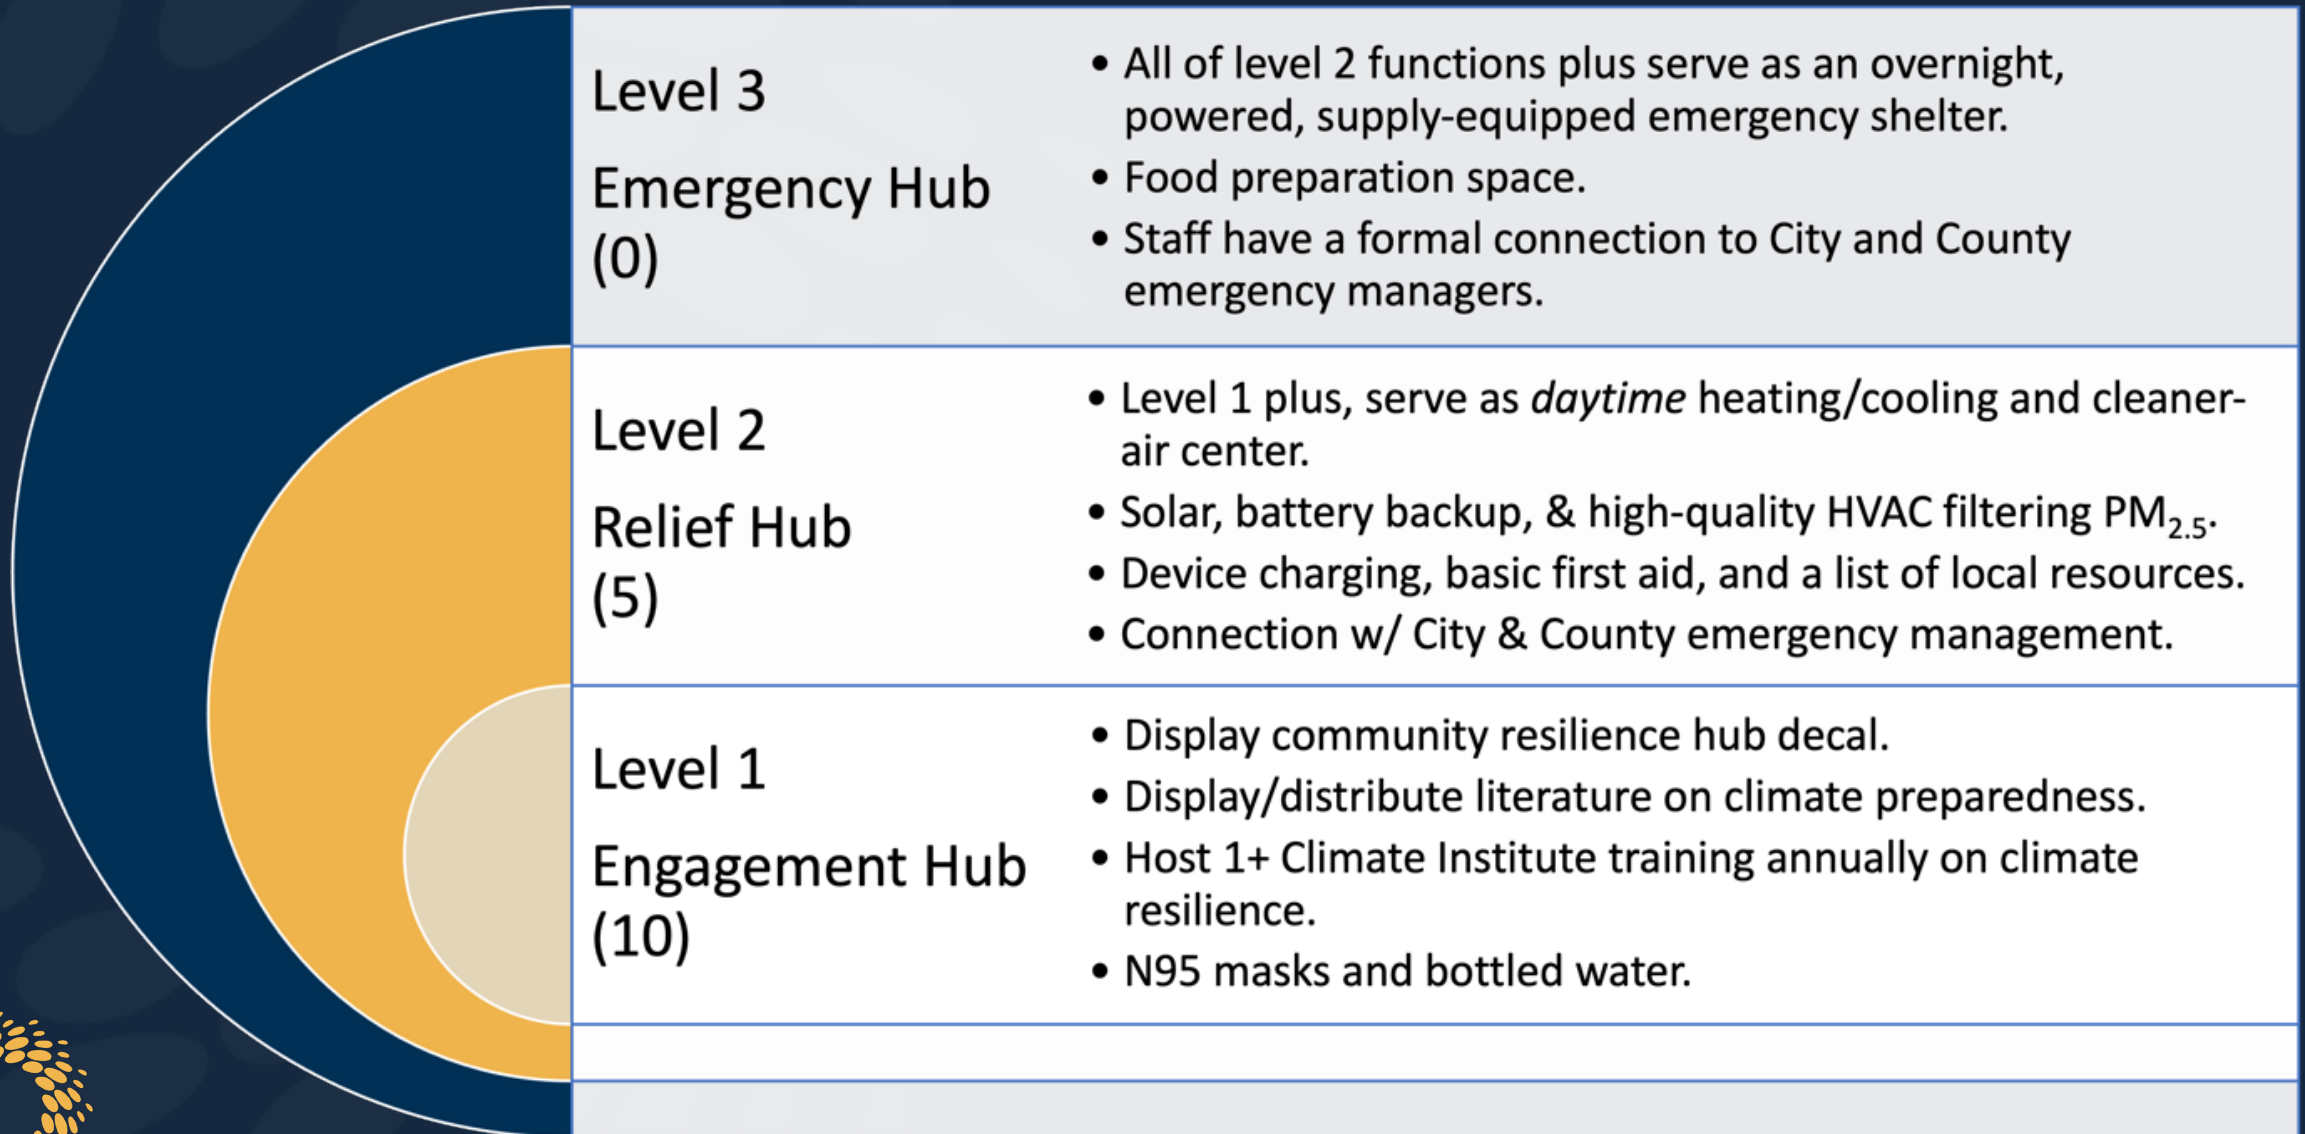 Level 3
Emergency Hub
(0)
• All of level 2 functions plus serve as an overnight,
powered, supply-equipped emergency shelter.
• Food preparation space.
• Staff have a formal connection to City and County
emergency managers.
Level 2
Relief Hub
(5)
• Level 1 plus, serve as daytime heating/cooling and cleaner-
air center.
• Solar, battery backup, & high-quality HVAC filtering PM2.5.
• Device charging, basic first aid, and a list of local resources.
• Connection w/ City & County emergency management.
Level 1
Engagement Hub
(10)
• Display community resilience hub decal.
• Display/distribute literature on climate preparedness.
• Host 1+ Climate Institute training annually on climate
resilience.
• N95 masks and bottled water.